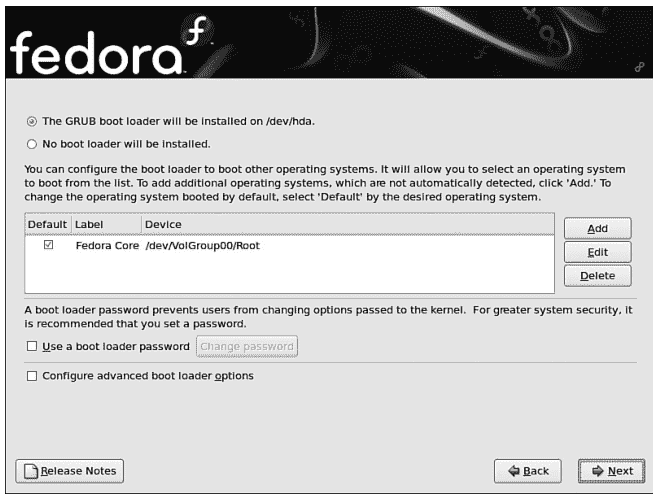 fedora
The GRUB boot loader will be installed on /dev/hda.
No boot loader will be installed.
You can configure the boot loader to boot other operating systems. It will allow you to select an operating system
to boot from the list. To add additional operating systems, which are not automatically detected, click 'Add.' To
change the operating system booted by default, select 'Default' by the desired operating system.
Default Label Device
Fedora Core /dev/VolGroup00/Root
Add
Edit
Delete
A boot loader password prevents users from changing options passed to the kernel. For greater system security, it
is recommended that you set a password.
Use a boot loader password Change password
Configure advanced boot loader options
Release Notes Back Next